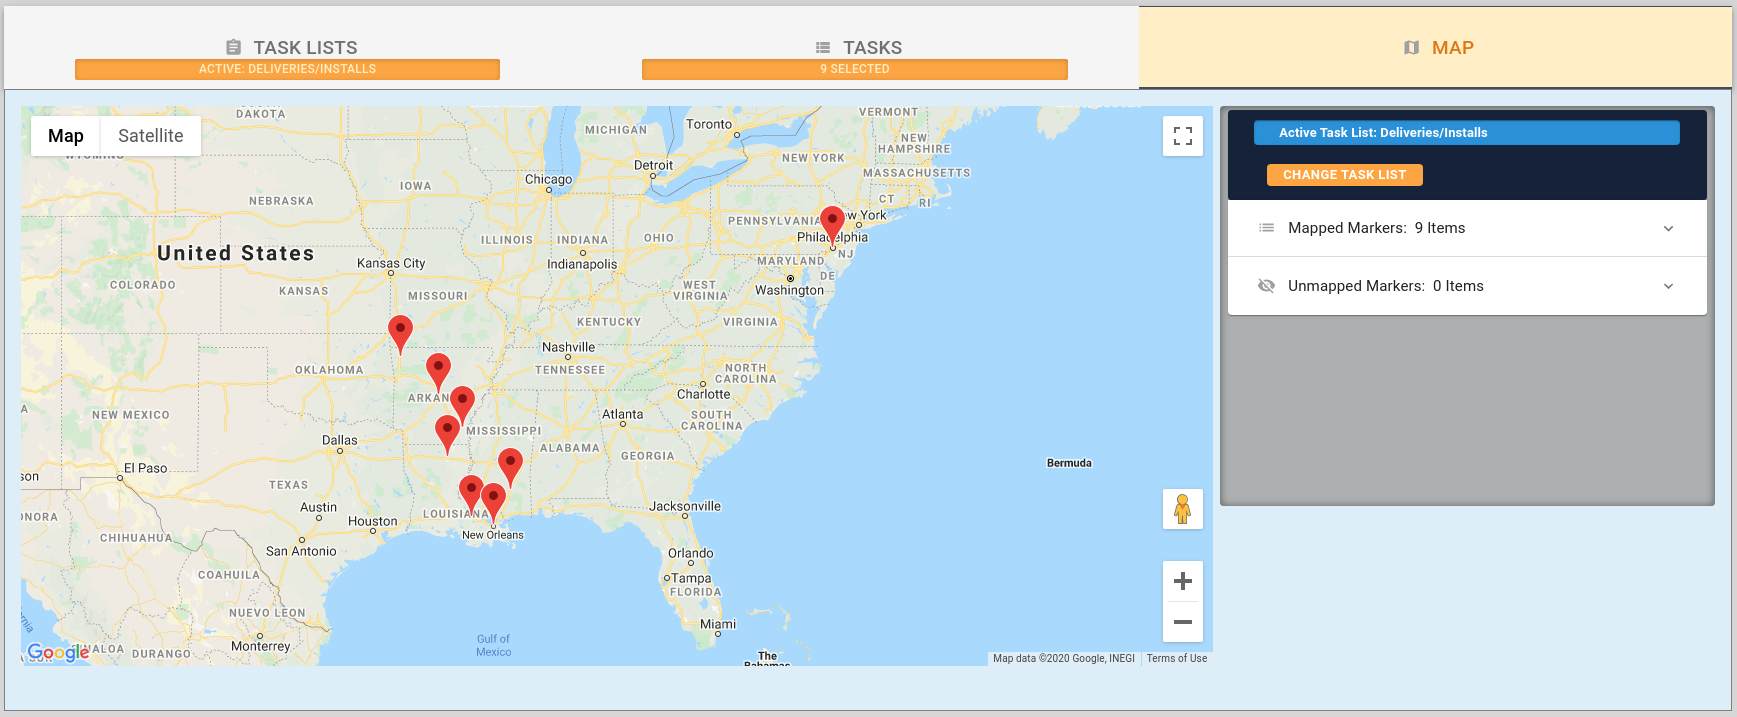 TASK LISTS
ACTIVE: DELIVERIES/INSTALLS
TASKS
9 SELECTED
MAP
Map
Satellite
DAKOTA
MICHIGAN
Toronto
VERMONT
NEW
HAMPSHIRE
NEW YORK
MASSACHUSETTS
Detroit
Chicago
IOWA
NEBRASKA
CT
RI
PENNSYLVANIA
ew York
Philadelphia
NJ
ILLINOIS
INDIANA
OHIO
United States
Kansas City
Indianapolis
MARYLAND
DE
COLORADO
KANSAS
MISSOURI
WEST
VIRGINIA
Washington
KENTUCKY
VIRGINIA
Nashville
OKLAHOMA
TENNESSEE
NORTH
CAROLINA
ARKAN
Charlotte
NEW MEXICO
Atlanta
SOUTH
CAROLINA
MISSISSIPPI
Dallas
ALABAMA
GEORGIA
Bermuda
El Paso
son
TEXAS
Austin
Houston
LOUISIANA
Jacksonville
ONORA
CHIHUAHUA
New Orleans
San Antonio
Orlando
COAHUILA
Tampa
FLORIDA
NUEVO LEON
Miami
Monterrey
Gulf of
Mexico
Google
NALOA
DURANGO
The
Bahamas
Map data ©2020 Google, INEGI
Terms of Use
Active Task List: Deliveries/Installs
CHANGE TASK LIST
Mapped Markers: 9 Items
Unmapped Markers: 0 Items